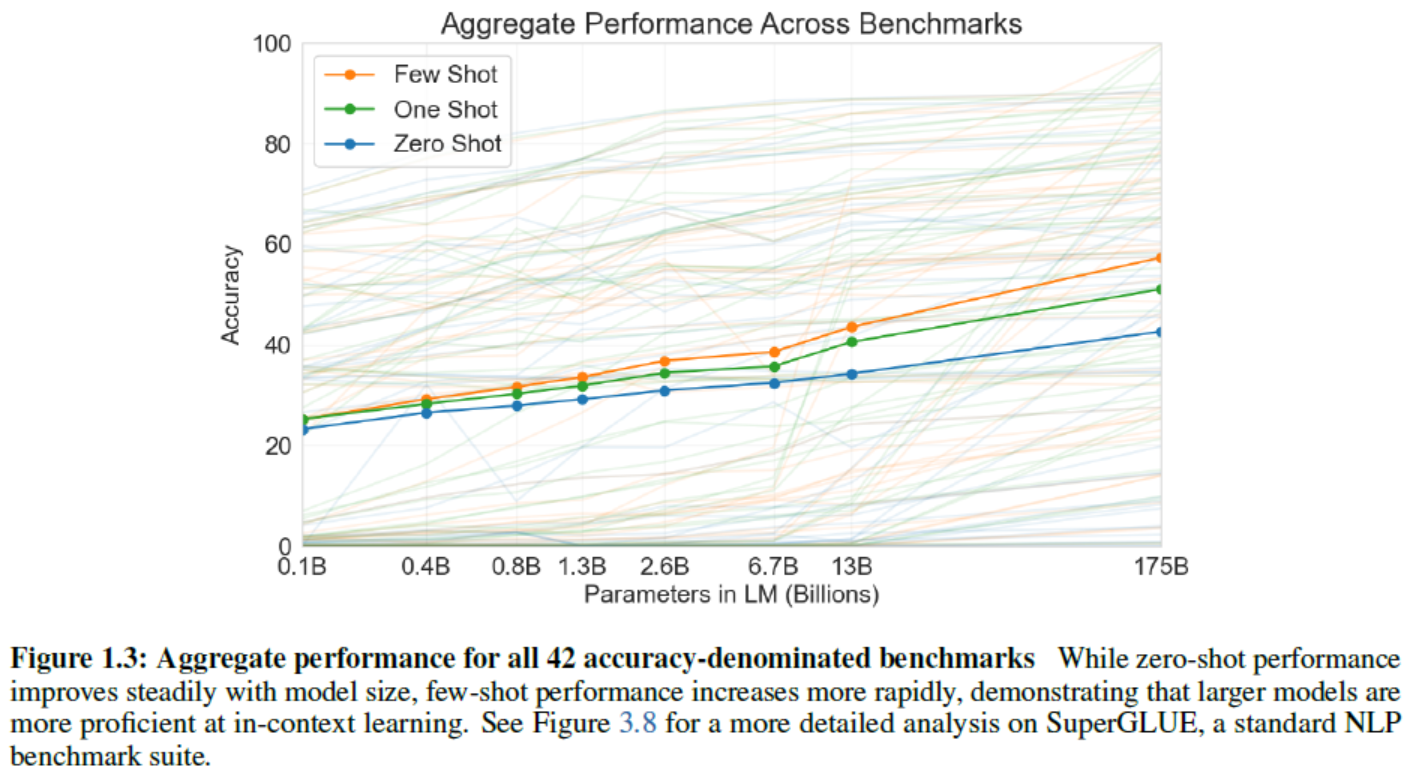 Aggregate Performance Across Benchmarks
100
Few Shot
One Shot
Zero Shot
80
60
Accuracy
40
20
0
0.1B 0.4B 0.8B 1.3B 2.6B 6.7B 13B 175B
Parameters in LM (Billions)
Figure 1.3: Aggregate performance for all 42 accuracy-denominated benchmarks While zero-shot performance
improves steadily with model size, few-shot performance increases more rapidly, demonstrating that larger models are
more proficient at in-context learning. See Figure 3.8 for a more detailed analysis on SuperGLUE, a standard NLP
benchmark suite.